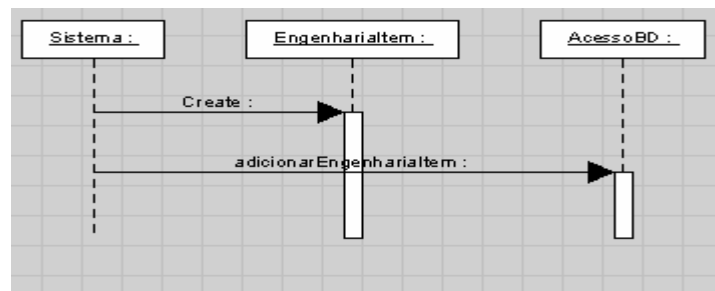 Sistema :
EngenhariaItem :
AcessoBD :
Create :
adicionarEngenhariaItem :